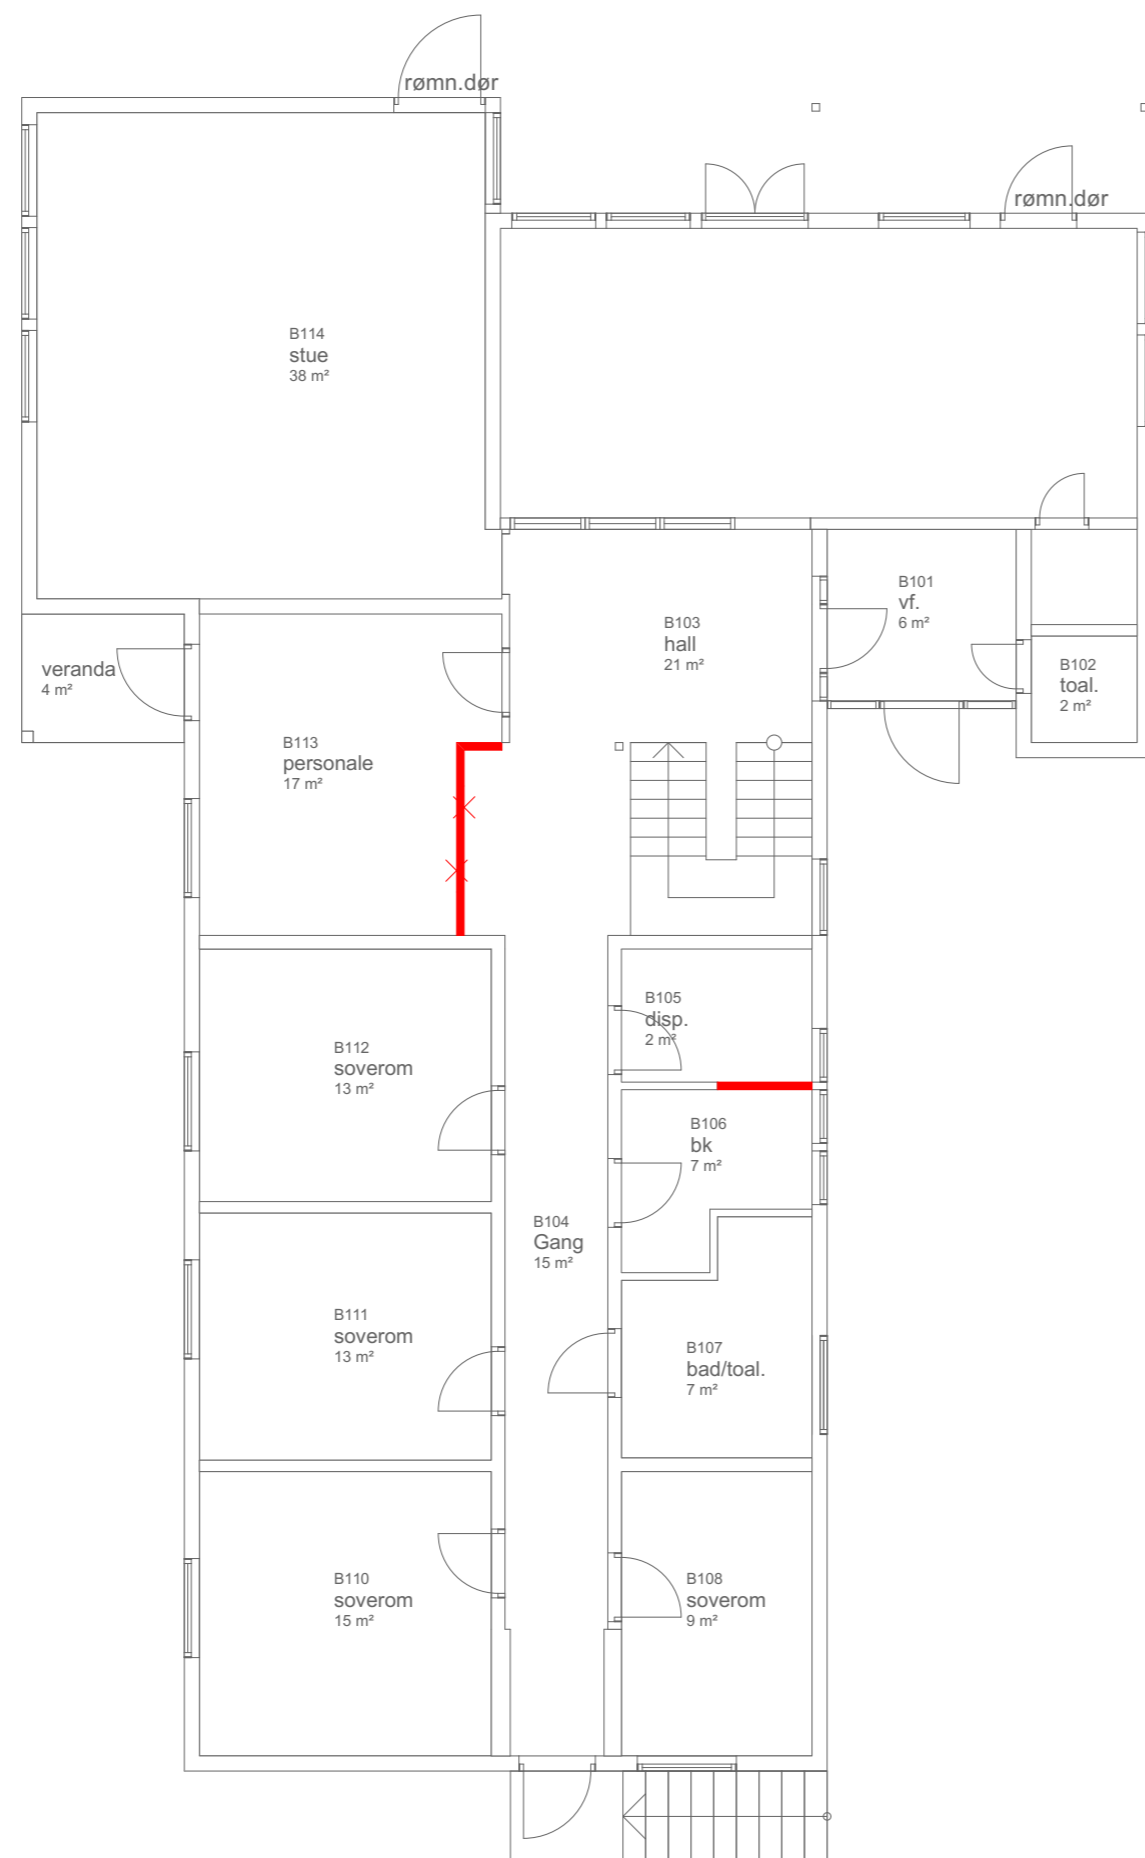 rømn.dør
rømn.dør
B114
stue
38 m²
B101
vf.
6 m²
B103
hall
21 m²
B102
toal.
2 m²
veranda
4 m²
B113
personale
17 m²
B105
disp.
2 m²
B112
soverom
13 m²
B106
bk
7 m²
B104
Gang
15 m²
B111
soverom
13 m²
B107
bad/toal.
7 m²
B110
soverom
15 m²
B108
soverom
9 m²